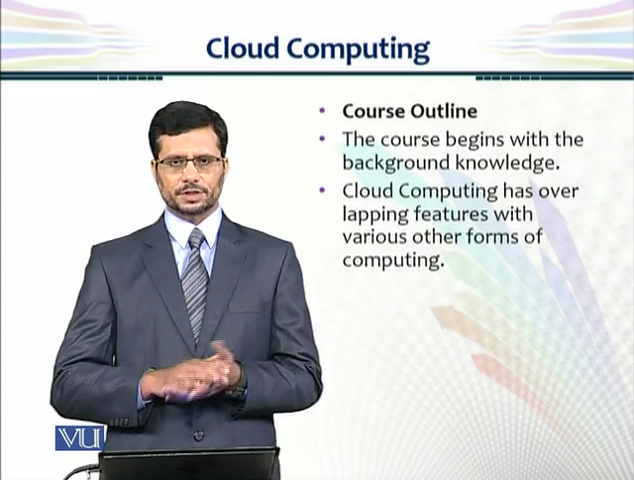 Cloud Computing
Course Outline
The course begins with the
background knowledge.
Cloud Computing has over
lapping features with
various other forms of
computing.
VU